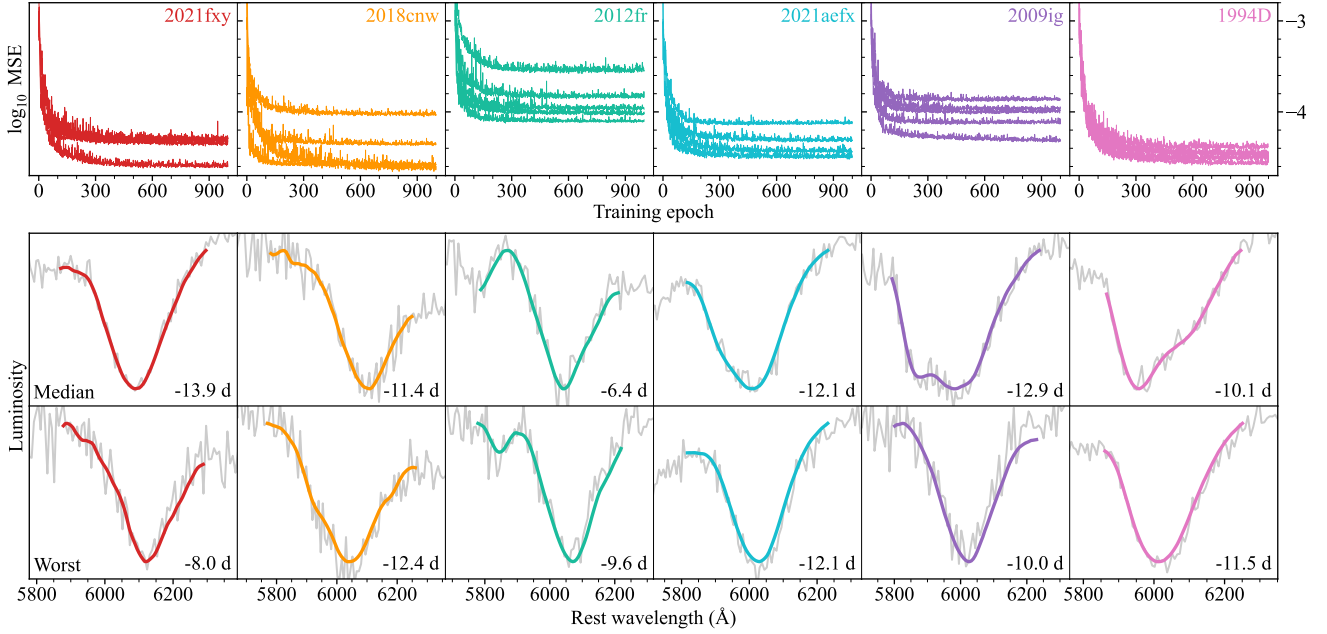 2021fxy 2018cnw 2012fr 2021aefx 2009ig 1994D
−3
log10 MSE
−4
0 300 600 900 0 300 600 900 0 300 600 900 0 300 600 900 0 300 600 900 0 300 600 900
Training epoch
Luminosity
Median -13.9 d -11.4 d -6.4 d -12.1 d -12.9 d -10.1 d
Worst -8.0 d -12.4 d -9.6 d -12.1 d -10.0 d -11.5 d
5800 6000 6200 6000 6200 5800 6000 6200 5800 6000 6200 5800 6000 6200 5800 6000 6200
Rest wavelength (Å)